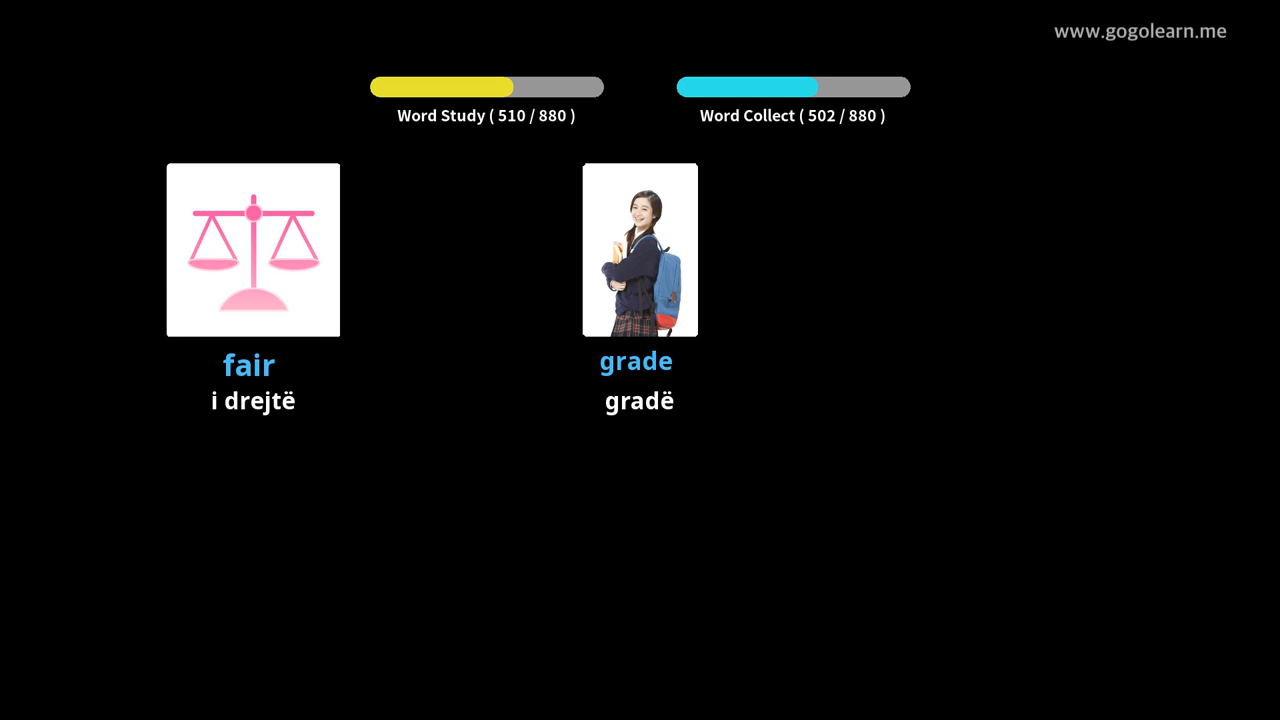 www.gogolearn.me
Word Study ( 510 / 880 )
Word Collect ( 502 / 880 )
fair
i drejtë
grade
gradë